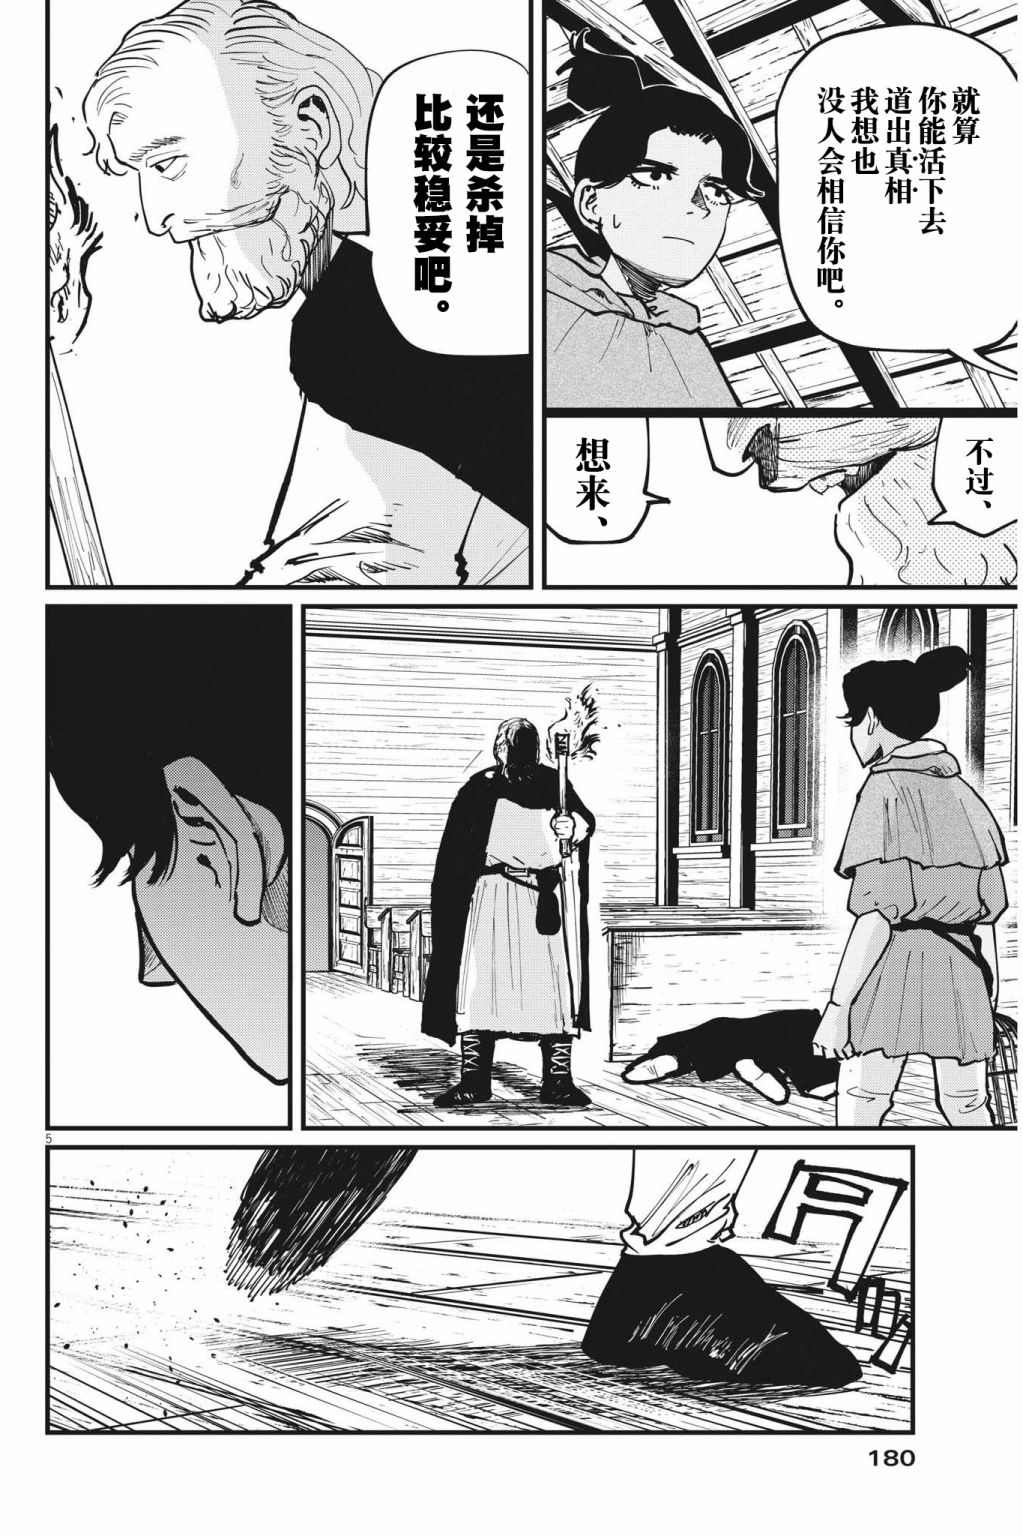 就算
你能活下去
道出真相
我想也
没人会相信你吧。
不过、
想来、
还是杀掉
比较稳妥吧。
5
180